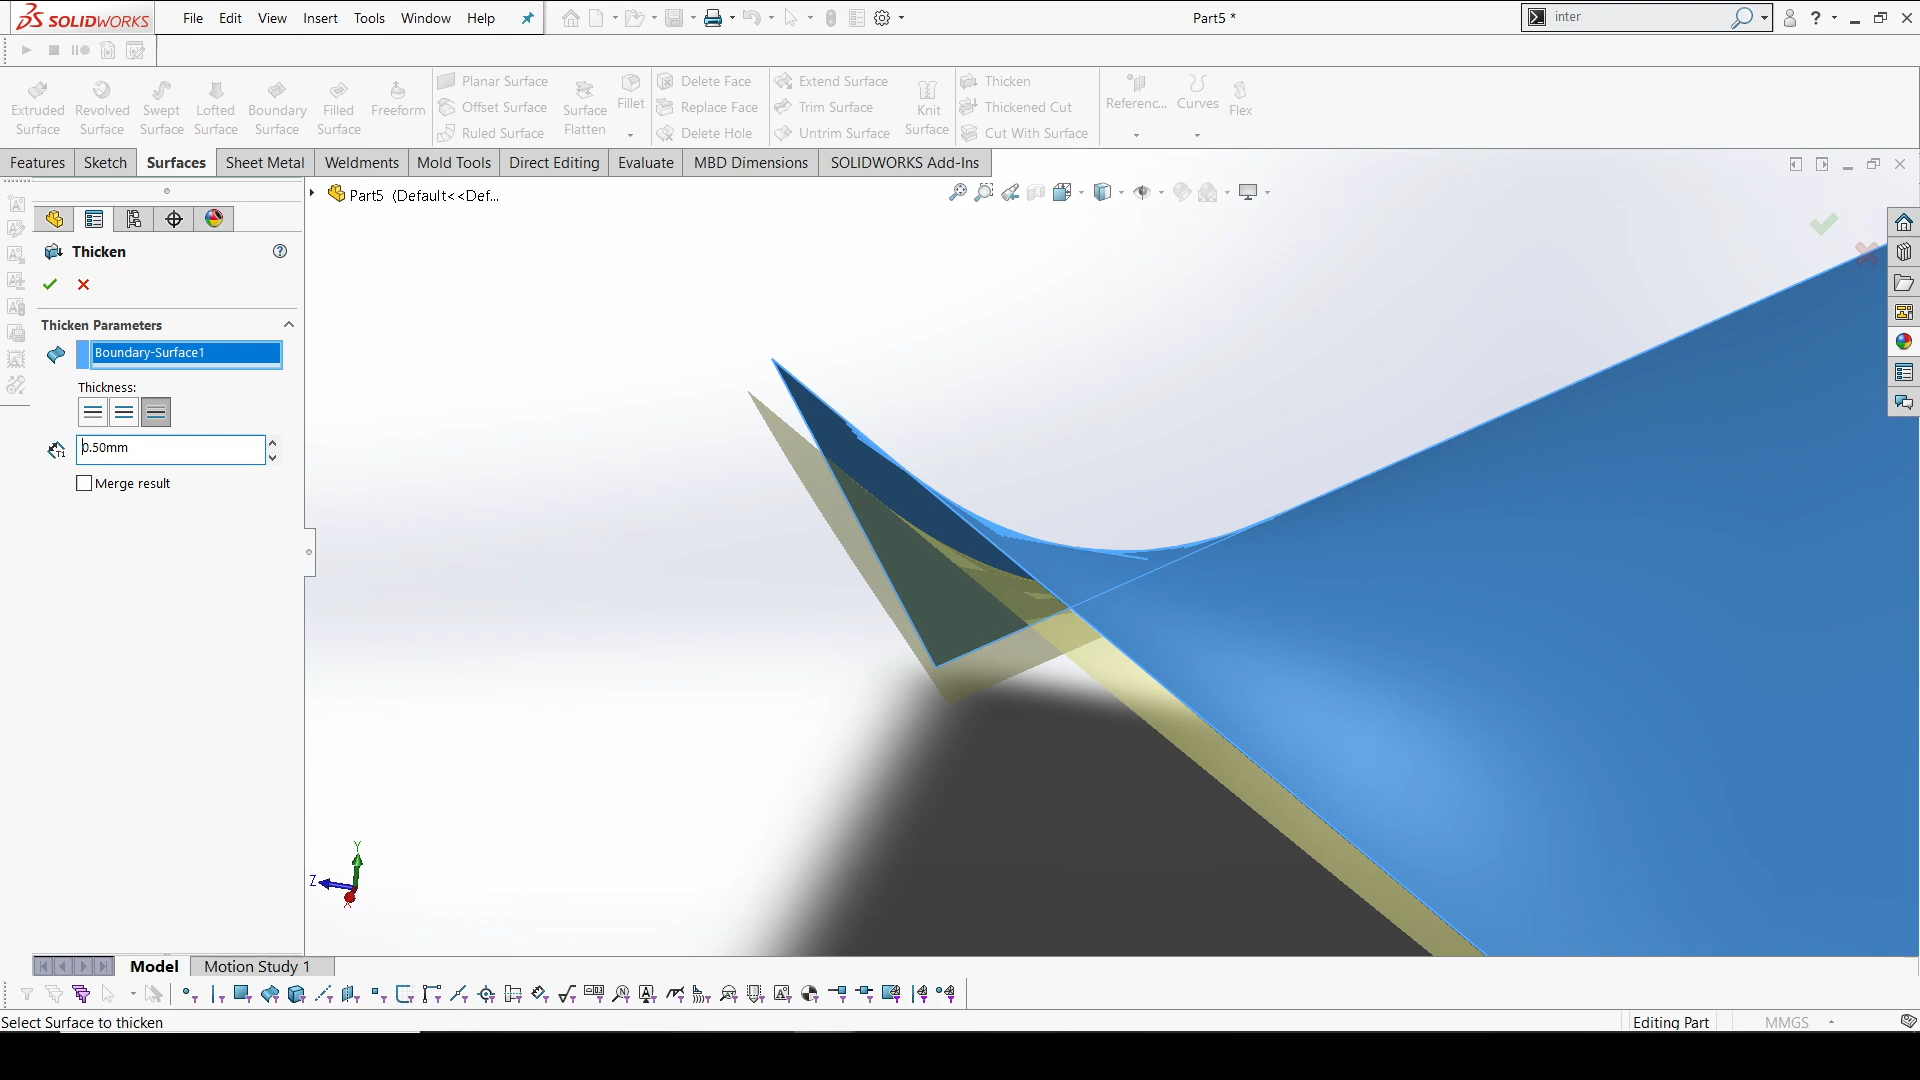 SOLIDWORKS
File Edit View Insert Tools Window Help
Part5 *
inter
Extruded Surface
Revolved Surface
Swept Surface
Lofted Surface
Boundary Surface
Filled Surface
Freeform
Planar Surface
Offset Surface
Ruled Surface
Surface Flatten
Fillet
Delete Face
Replace Face
Delete Hole
Extend Surface
Trim Surface
Untrim Surface
Knit Surface
Thicken
Thickened Cut
Cut With Surface
Referenc...
Curves
Flex
Features Sketch Surfaces Sheet Metal Weldments Mold Tools Direct Editing Evaluate MBD Dimensions SOLIDWORKS Add-Ins
Part5 (Default<<Def...
Thicken
Thicken Parameters
Boundary-Surface1
Thickness:
0.50mm
Merge result
Y
Z
X
Model Motion Study 1
Select Surface to thicken
Editing Part
MMGS